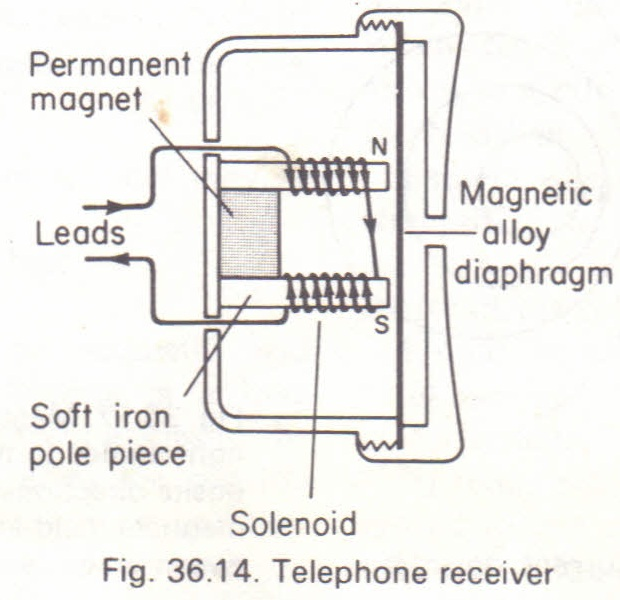 Permanent
magnet
N
Leads
Magnetic
alloy
diaphragm
S
Soft iron
pole piece
Solenoid
Fig. 36.14. Telephone receiver